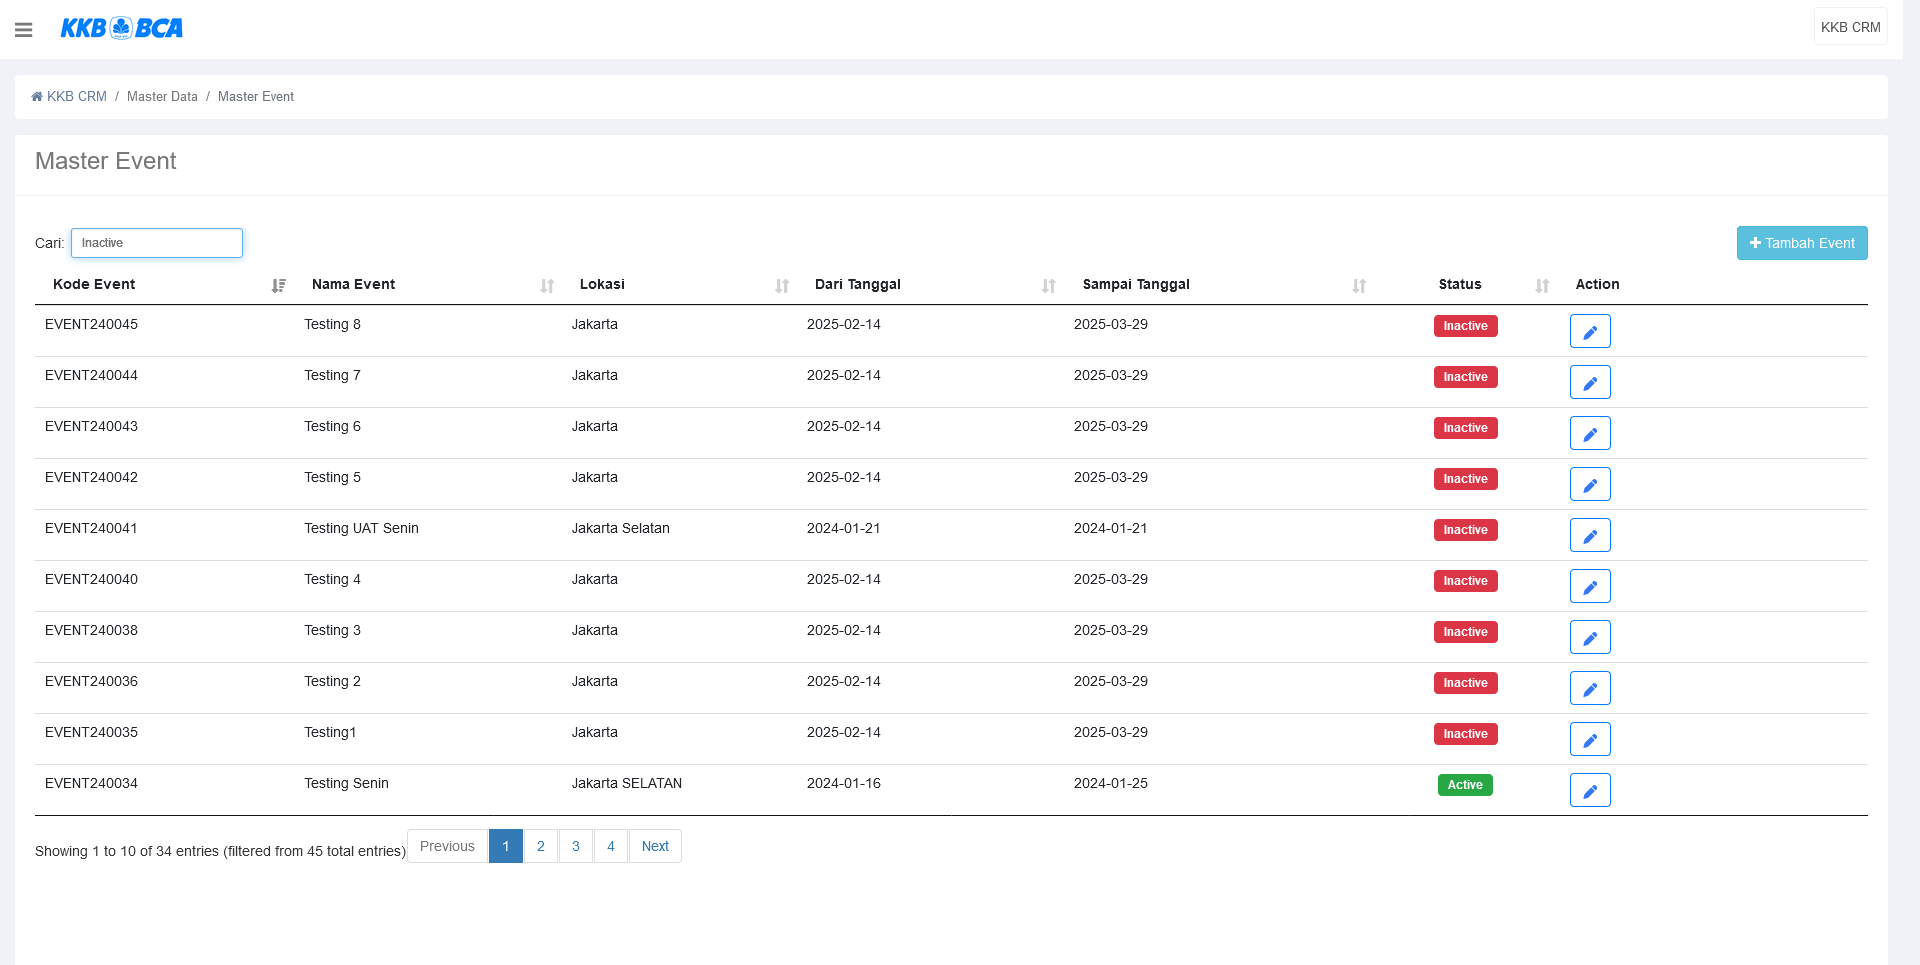 KKB BCA
KKB CRM
KKB CRM / Master Data / Master Event
Master Event
Cari: Inactive
Tambah Event
Kode Event Nama Event Lokasi Dari Tanggal Sampai Tanggal Status Action
EVENT240045 Testing 8 Jakarta 2025-02-14 2025-03-29 Inactive
EVENT240044 Testing 7 Jakarta 2025-02-14 2025-03-29 Inactive
EVENT240043 Testing 6 Jakarta 2025-02-14 2025-03-29 Inactive
EVENT240042 Testing 5 Jakarta 2025-02-14 2025-03-29 Inactive
EVENT240041 Testing UAT Senin Jakarta Selatan 2024-01-21 2024-01-21 Inactive
EVENT240040 Testing 4 Jakarta 2025-02-14 2025-03-29 Inactive
EVENT240038 Testing 3 Jakarta 2025-02-14 2025-03-29 Inactive
EVENT240036 Testing 2 Jakarta 2025-02-14 2025-03-29 Inactive
EVENT240035 Testing1 Jakarta 2025-02-14 2025-03-29 Inactive
EVENT240034 Testing Senin Jakarta SELATAN 2024-01-16 2024-01-25 Active
Showing 1 to 10 of 34 entries (filtered from 45 total entries) Previous 1 2 3 4 Next